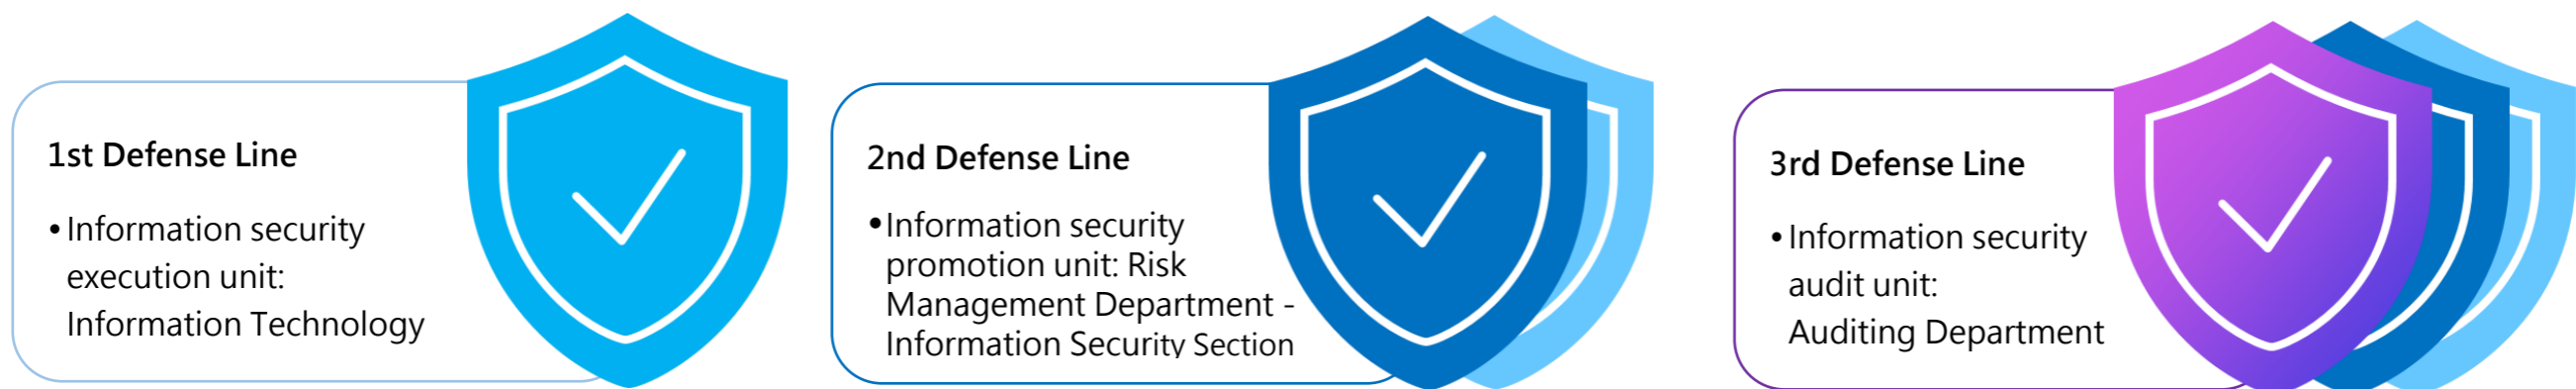 1st Defense Line
• Information security
execution unit:
Information Technology
2nd Defense Line
•Information security
promotion unit: Risk
Management Department -
Information Security Section
3rd Defense Line
• Information security
audit unit:
Auditing Department